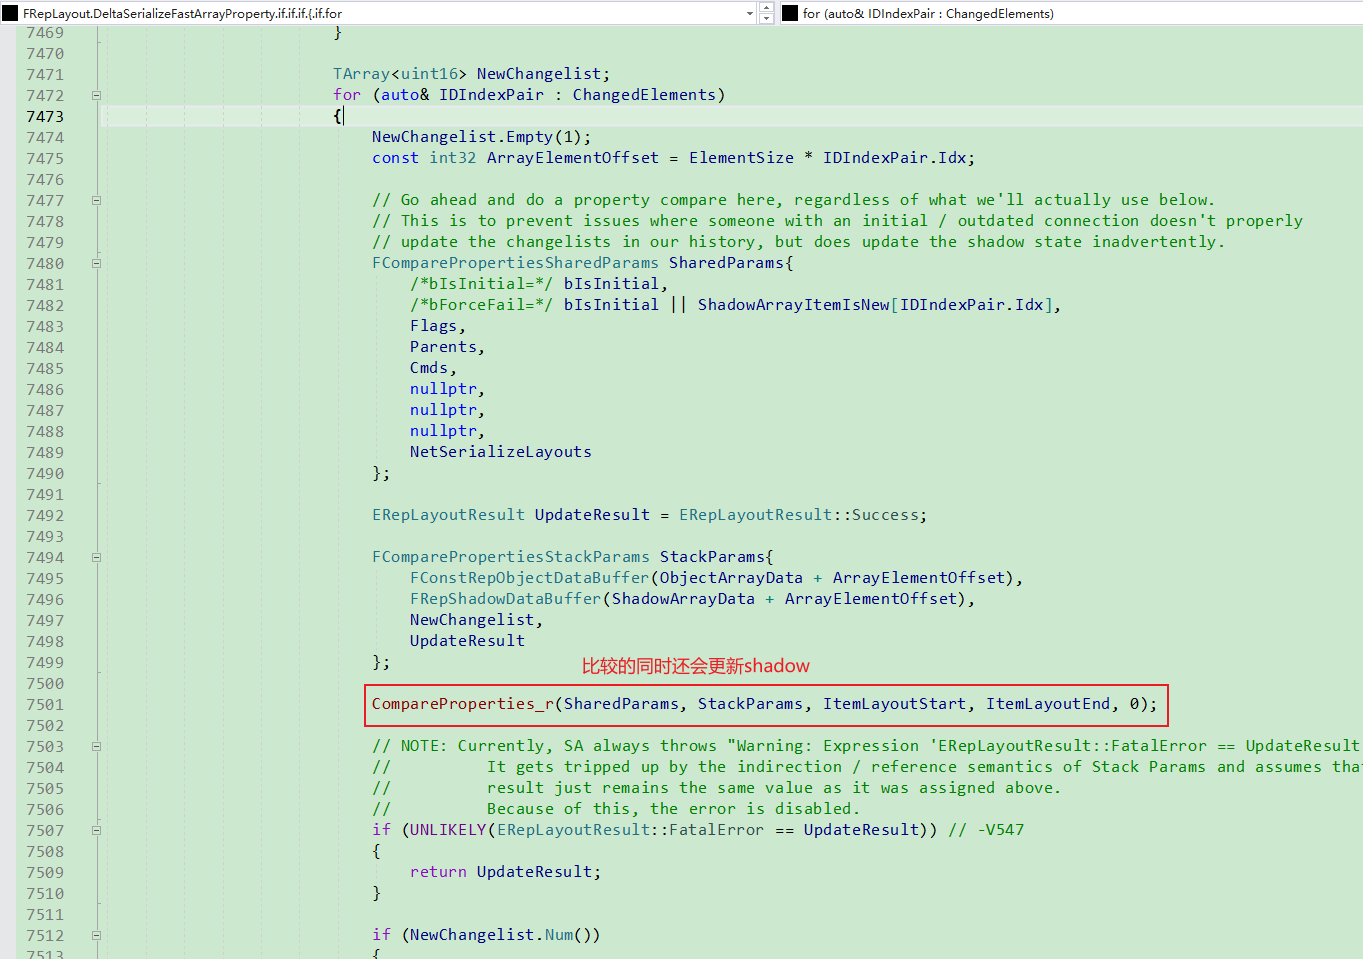 FRepLayout.DeltaSerializeFastArrayProperty.if.if.if.{.if.for
for (auto& IDIndexPair : ChangedElements)
7469 }
7470
7471 TArray<uint16> NewChangelist;
7472 for (auto& IDIndexPair : ChangedElements)
7473 {
7474 NewChangelist.Empty(1);
7475 const int32 ArrayElementOffset = ElementSize * IDIndexPair.Idx;
7476
7477 // Go ahead and do a property compare here, regardless of what we'll actually use below.
7478 // This is to prevent issues where someone with an initial / outdated connection doesn't properly
7479 // update the changelists in our history, but does update the shadow state inadvertently.
7480 FComparePropertiesSharedParams SharedParams{
7481 /*bIsInitial=*/ bIsInitial,
7482 /*bForceFail=*/ bIsInitial || ShadowArrayItemIsNew[IDIndexPair.Idx],
7483 Flags,
7484 Parents,
7485 Cmds,
7486 nullptr,
7487 nullptr,
7488 nullptr,
7489 NetSerializeLayouts
7490 };
7491
7492 ERepLayoutResult UpdateResult = ERepLayoutResult::Success;
7493
7494 FComparePropertiesStackParams StackParams{
7495 FConstRepObjectDataBuffer(ObjectArrayData + ArrayElementOffset),
7496 FRepShadowDataBuffer(ShadowArrayData + ArrayElementOffset),
7497 NewChangelist,
7498 UpdateResult
7499 };
比较的同时还会更新shadow
7500
7501 CompareProperties_r(SharedParams, StackParams, ItemLayoutStart, ItemLayoutEnd, 0);
7502
7503 // NOTE: Currently, SA always throws "Warning: Expression 'ERepLayoutResult::FatalError == UpdateResult
7504 // It gets tripped up by the indirection / reference semantics of Stack Params and assumes tha
7505 // result just remains the same value as it was assigned above.
7506 // Because of this, the error is disabled.
7507 if (UNLIKELY(ERepLayoutResult::FatalError == UpdateResult)) // -V547
7508 {
7509 return UpdateResult;
7510 }
7511
7512 if (NewChangelist.Num())
7513 {